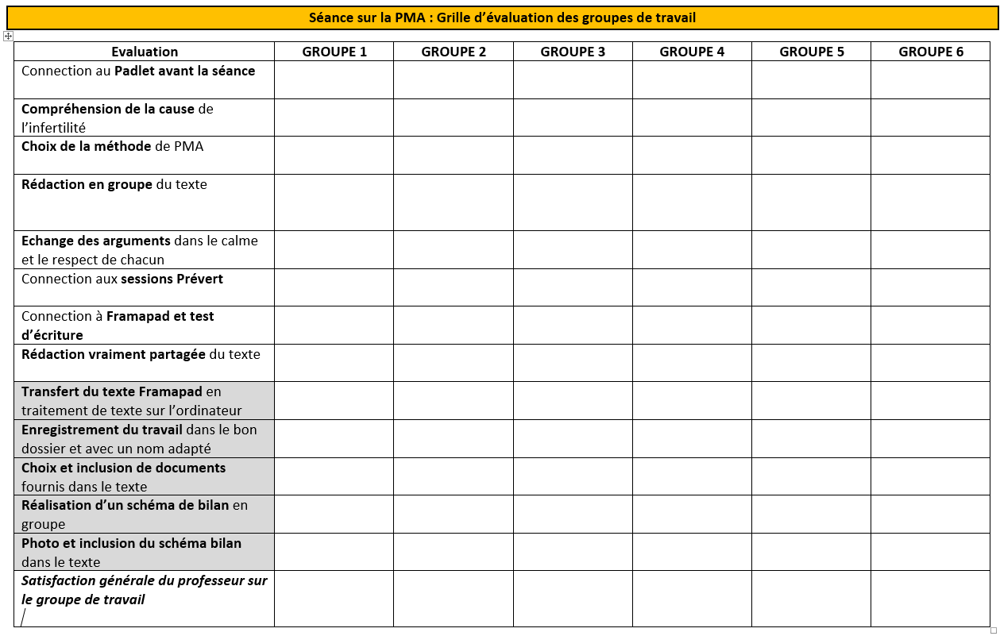 Séance sur la PMA : Grille d’évaluation des groupes de travail
Evaluation GROUPE 1 GROUPE 2 GROUPE 3 GROUPE 4 GROUPE 5 GROUPE 6
Connection au Padlet avant la séance
Compréhension de la cause de
l’infertilité
Choix de la méthode de PMA
Rédaction en groupe du texte
Echange des arguments dans le calme
et le respect de chacun
Connection aux sessions Prévert
Connection à Framapad et test
d’écriture
Rédaction vraiment partagée du texte
Transfert du texte Framapad en
traitement de texte sur l’ordinateur
Enregistrement du travail dans le bon
dossier et avec un nom adapté
Choix et inclusion de documents
fournis dans le texte
Réalisation d’un schéma de bilan en
groupe
Photo et inclusion du schéma bilan
dans le texte
Satisfaction générale du professeur sur
le groupe de travail
/